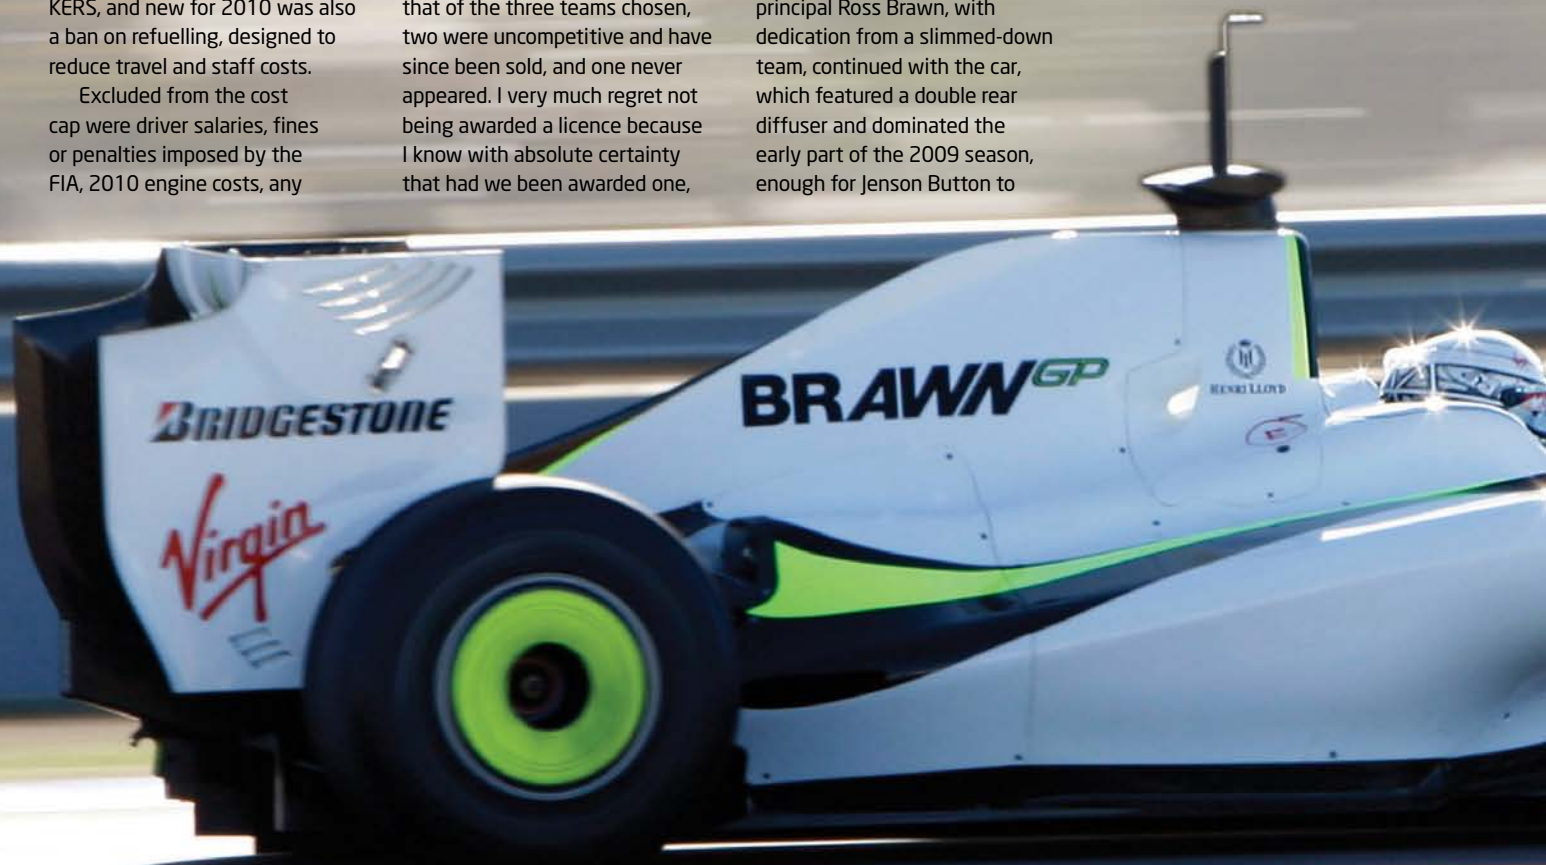 KERS, and new for 2010 was also
a ban on refuelling, designed to
reduce travel and staff costs.
Excluded from the cost
cap were driver salaries, fines
or penalties imposed by the
FIA, 2010 engine costs, any
that of the three teams chosen,
two were uncompetitive and have
since been sold, and one never
appeared. I very much regret not
being awarded a licence because
I know with absolute certainty
that had we been awarded one,
principal Ross Brawn, with
dedication from a slimmed-down
team, continued with the car,
which featured a double rear
diffuser and dominated the
early part of the 2009 season,
enough for Jenson Button to
BRAWN GP
HENRI LLOYD
E
BRIDGESTONE
Virgin